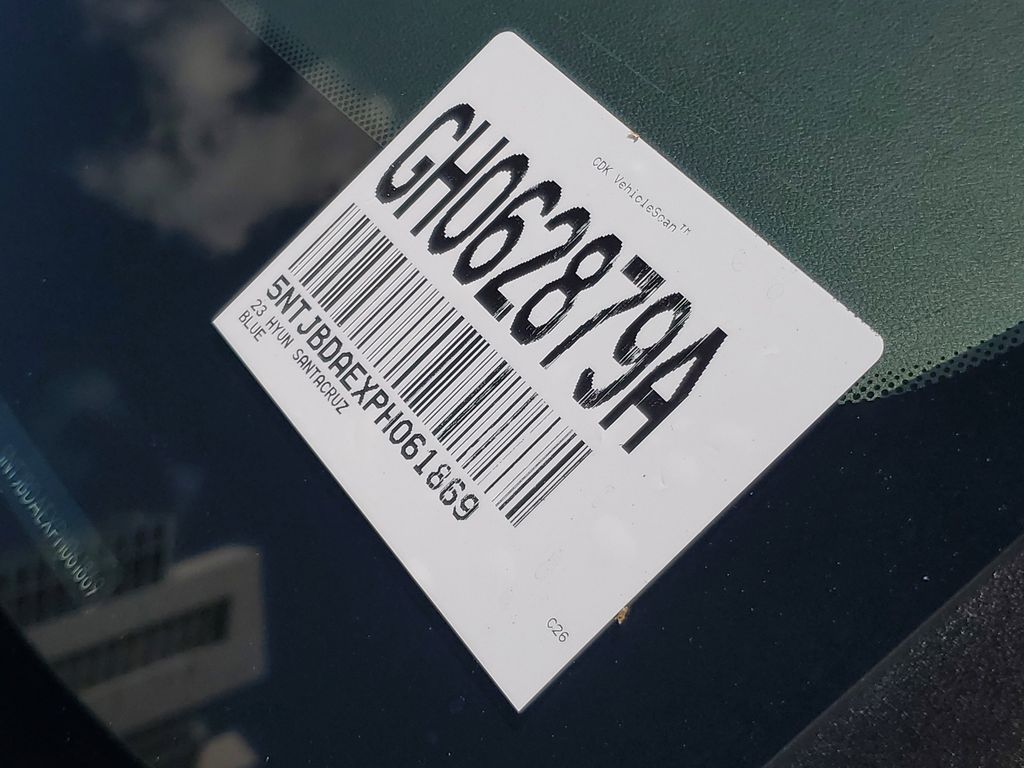 CDK VehicleScan™
GH062879A
5NTJBDAEXPH061869
23 HYUN SANTACRUZ
BLUE
C26